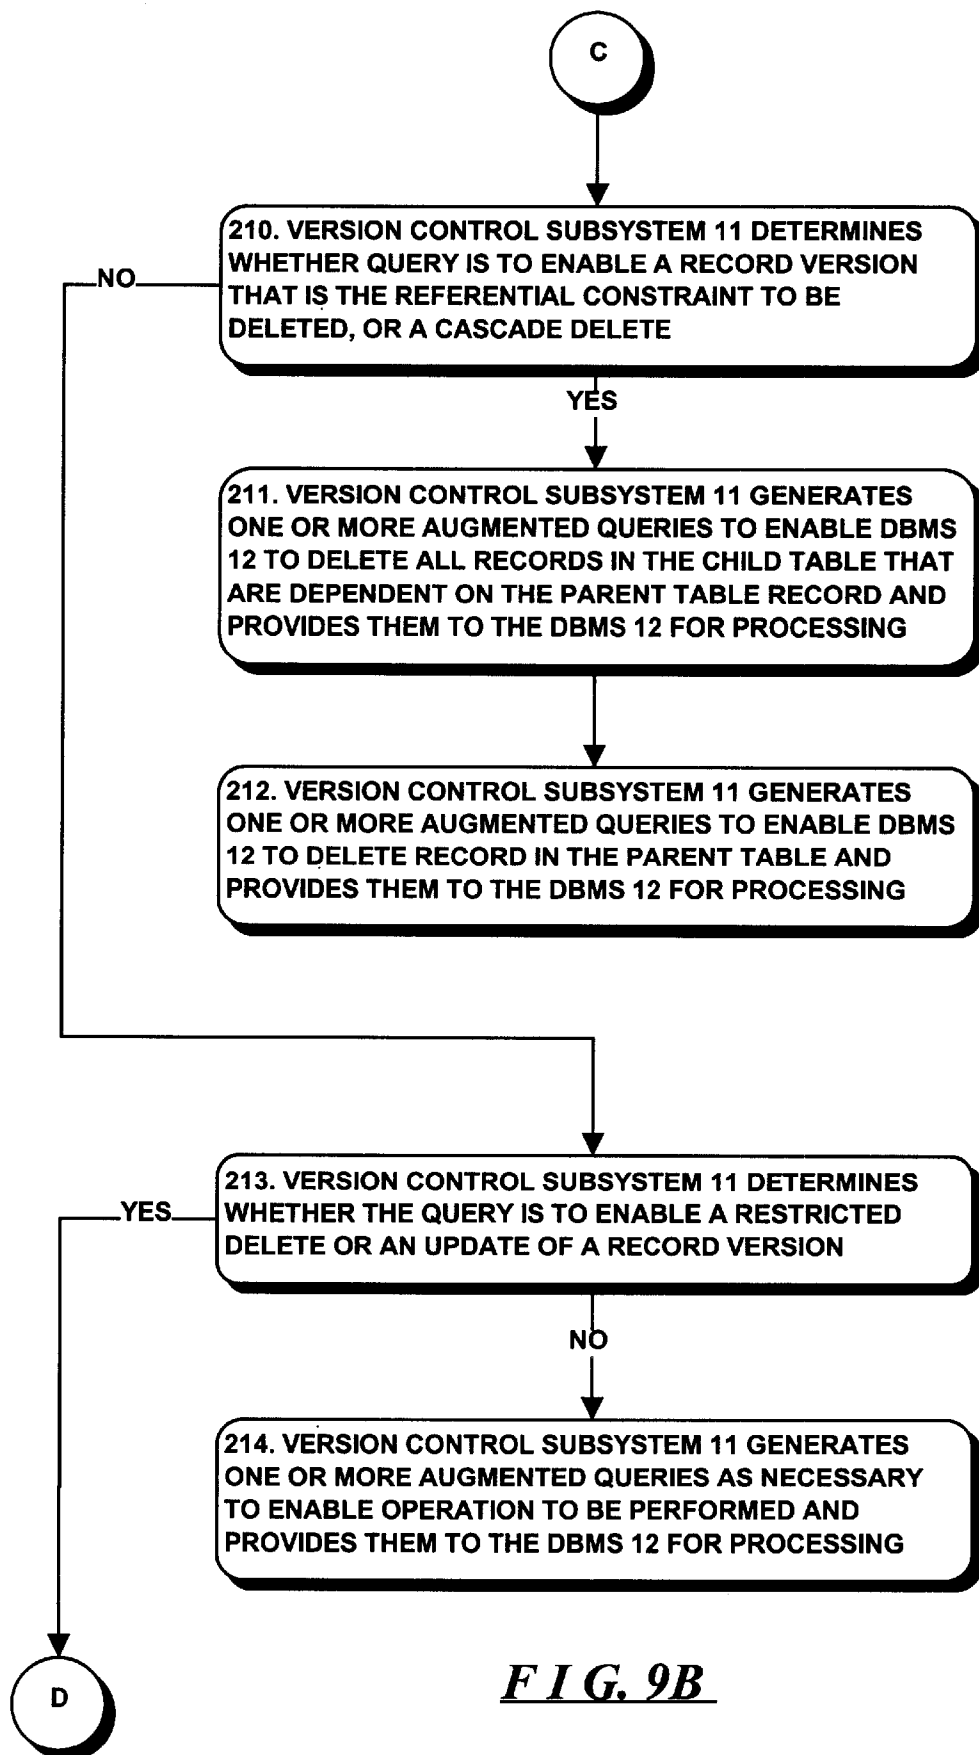 C
210. VERSION CONTROL SUBSYSTEM 11 DETERMINES
WHETHER QUERY IS TO ENABLE A RECORD VERSION
THAT IS THE REFERENTIAL CONSTRAINT TO BE
DELETED, OR A CASCADE DELETE
NO
YES
211. VERSION CONTROL SUBSYSTEM 11 GENERATES
ONE OR MORE AUGMENTED QUERIES TO ENABLE DBMS
12 TO DELETE ALL RECORDS IN THE CHILD TABLE THAT
ARE DEPENDENT ON THE PARENT TABLE RECORD AND
PROVIDES THEM TO THE DBMS 12 FOR PROCESSING
212. VERSION CONTROL SUBSYSTEM 11 GENERATES
ONE OR MORE AUGMENTED QUERIES TO ENABLE DBMS
12 TO DELETE RECORD IN THE PARENT TABLE AND
PROVIDES THEM TO THE DBMS 12 FOR PROCESSING
213. VERSION CONTROL SUBSYSTEM 11 DETERMINES
WHETHER THE QUERY IS TO ENABLE A RESTRICTED
DELETE OR AN UPDATE OF A RECORD VERSION
YES
NO
214. VERSION CONTROL SUBSYSTEM 11 GENERATES
ONE OR MORE AUGMENTED QUERIES AS NECESSARY
TO ENABLE OPERATION TO BE PERFORMED AND
PROVIDES THEM TO THE DBMS 12 FOR PROCESSING
D
F I G. 9B